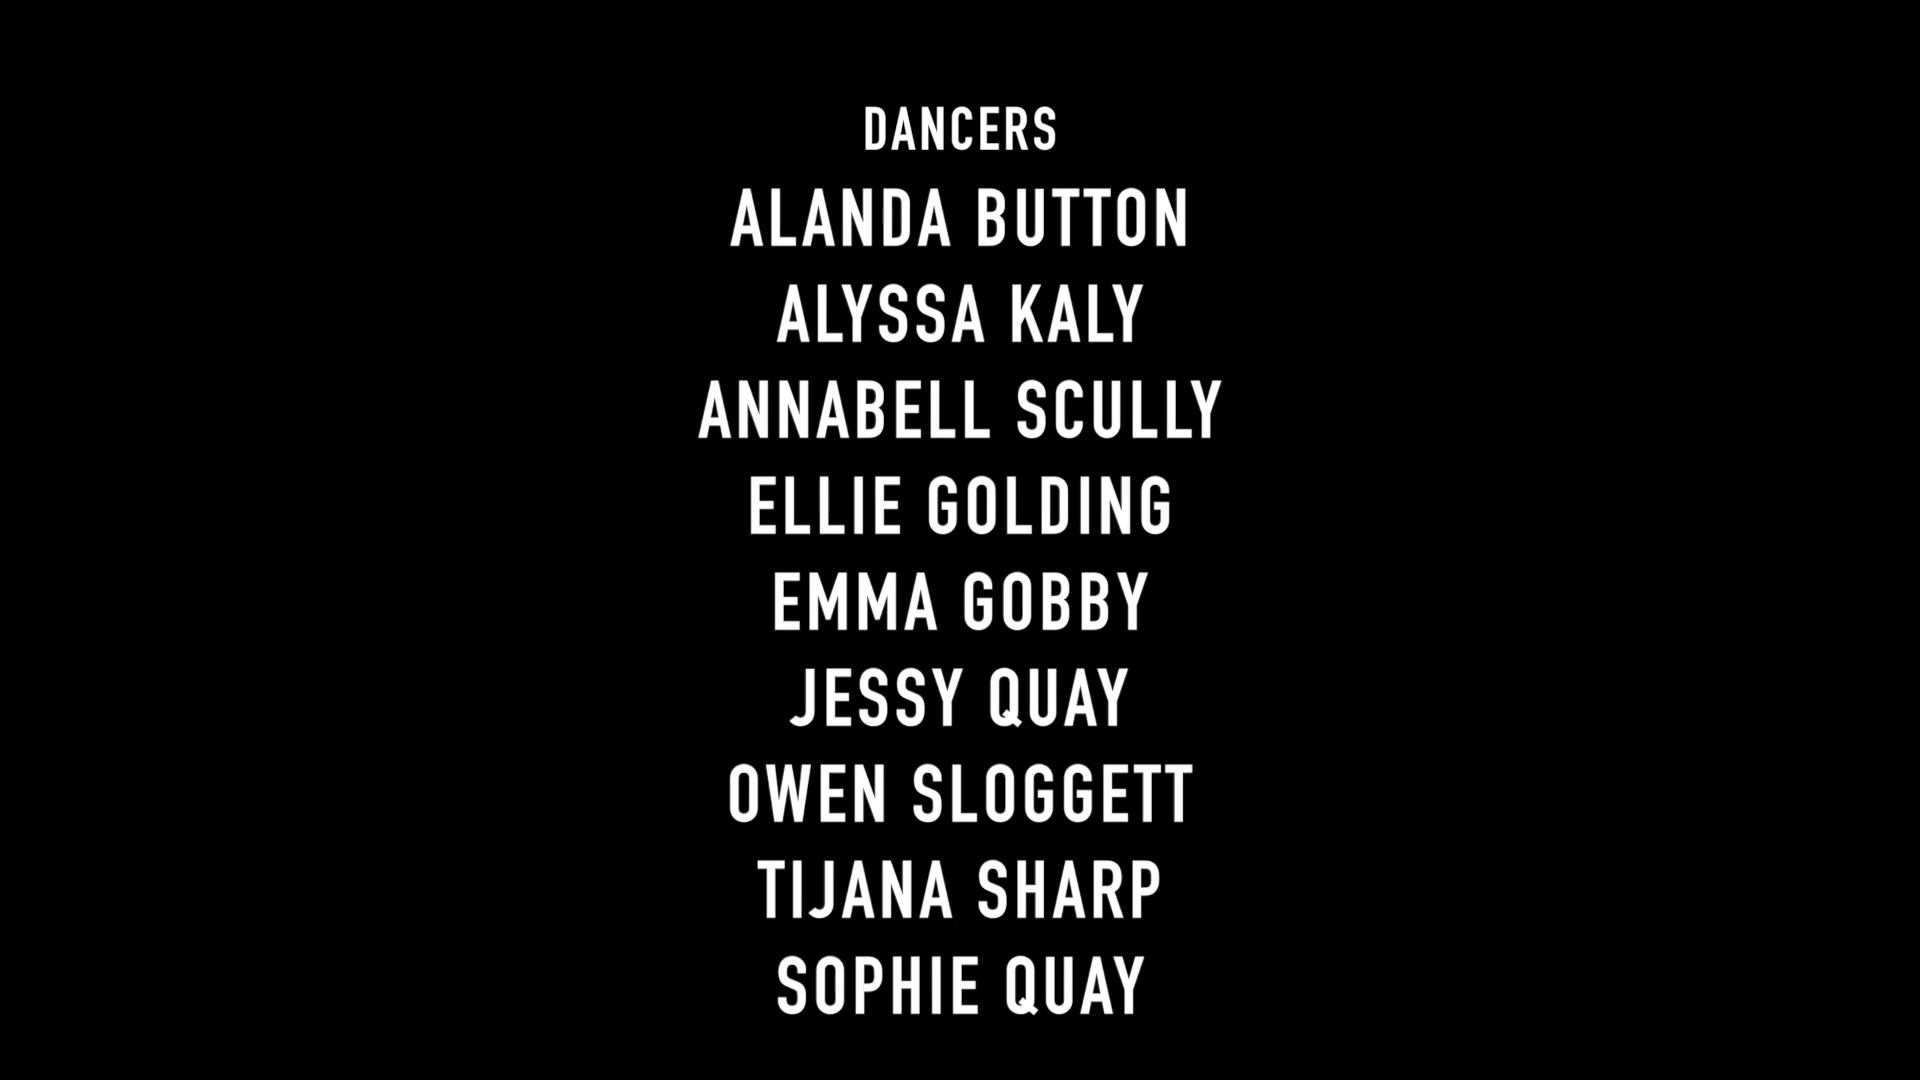 DANCERS
ALANDA BUTTON
ALYSSA KALY
ANNABELL SCULLY
ELLIE GOLDING
EMMA GOBBY
JESSY QUAY
OWEN SLOGGETT
TIJANA SHARP
SOPHIE QUAY